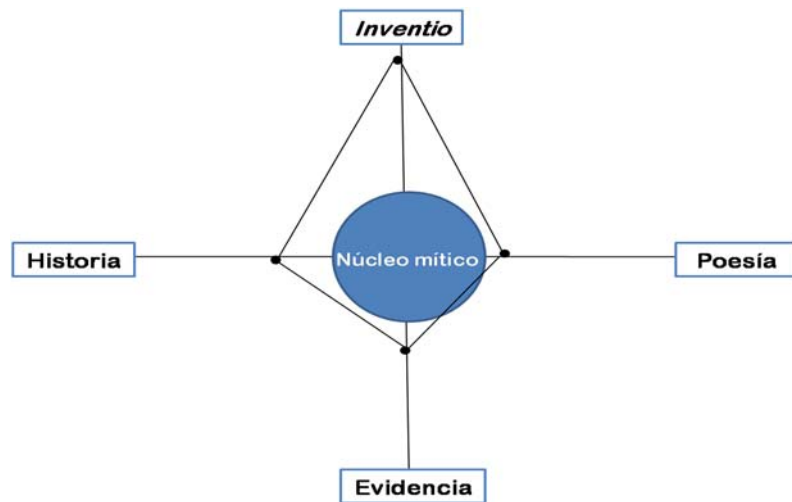 Inventio
Historia
Núcleo mítico
Poesía
Evidencia